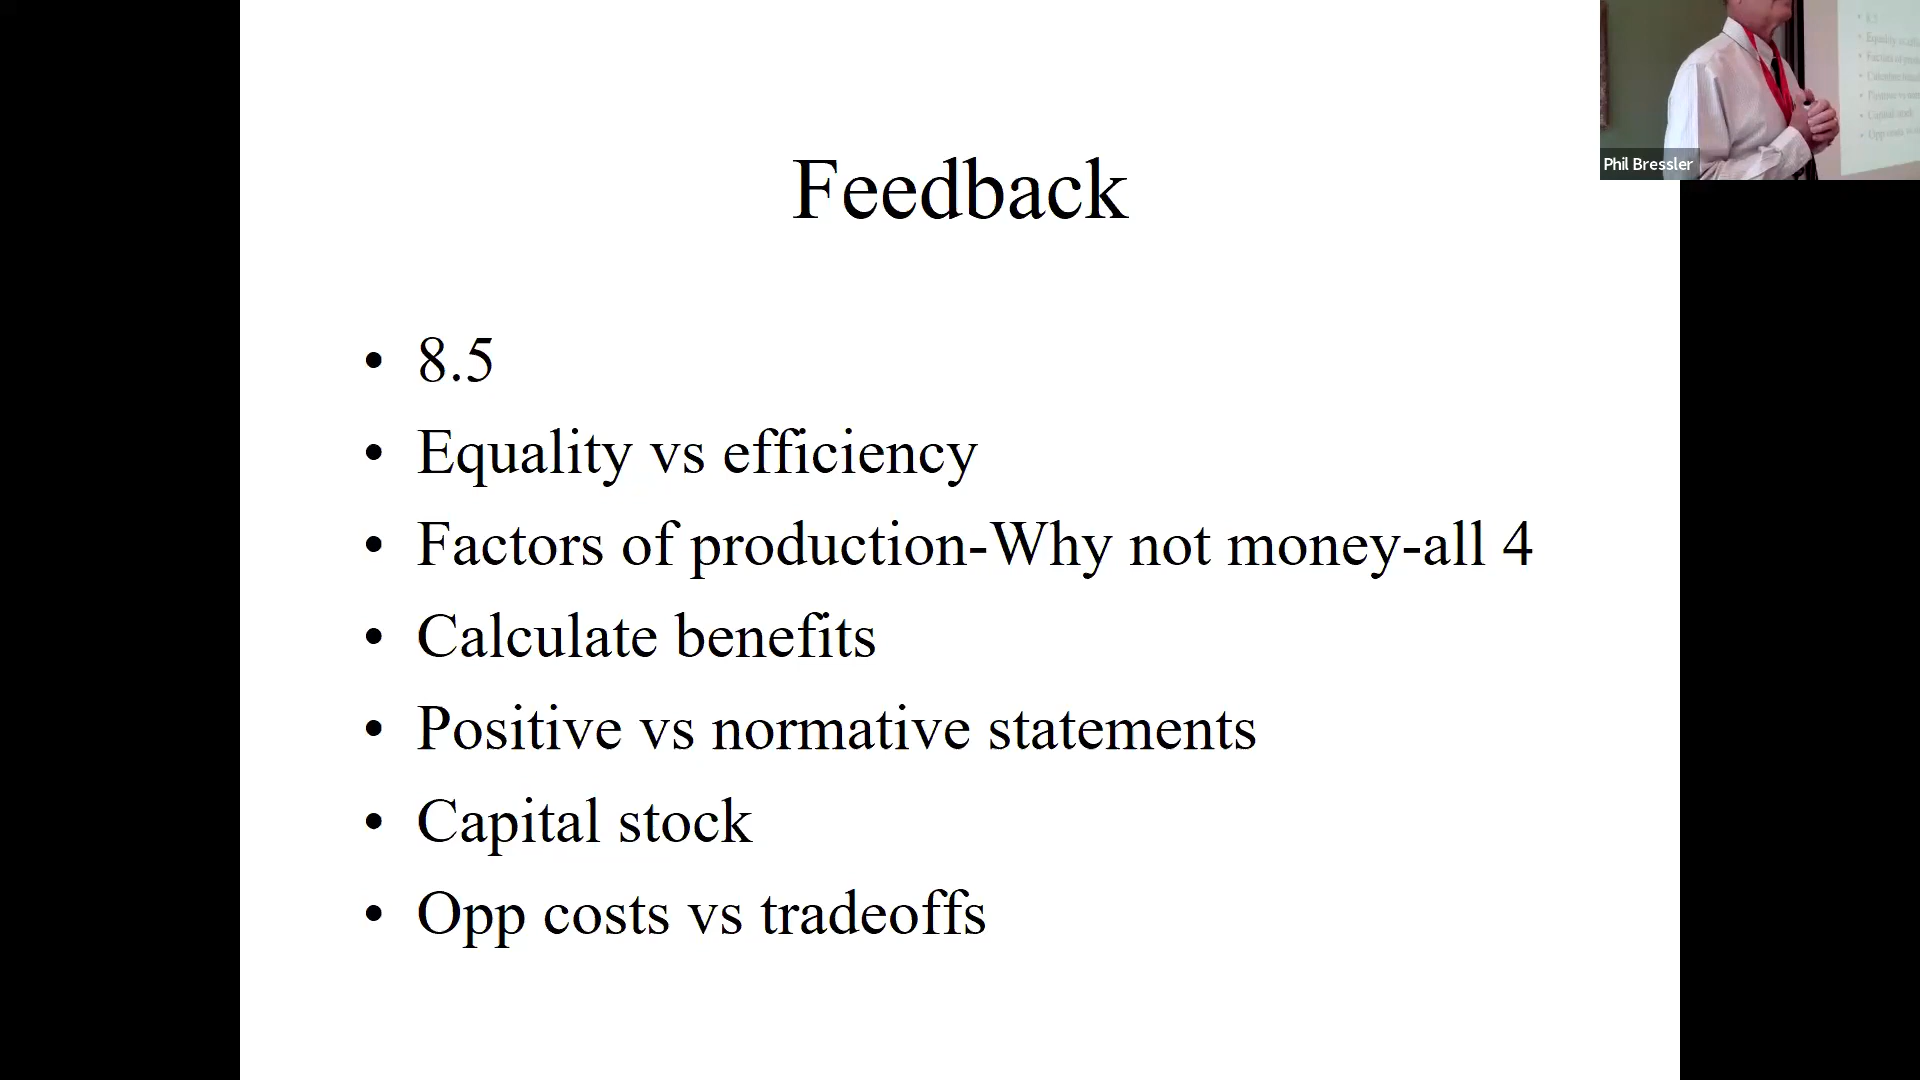 Feedback
• 8.5
• Equality vs efficiency
• Factors of production-Why not money-all 4
• Calculate benefits
• Positive vs normative statements
• Capital stock
• Opp costs vs tradeoffs
Phil Bressler